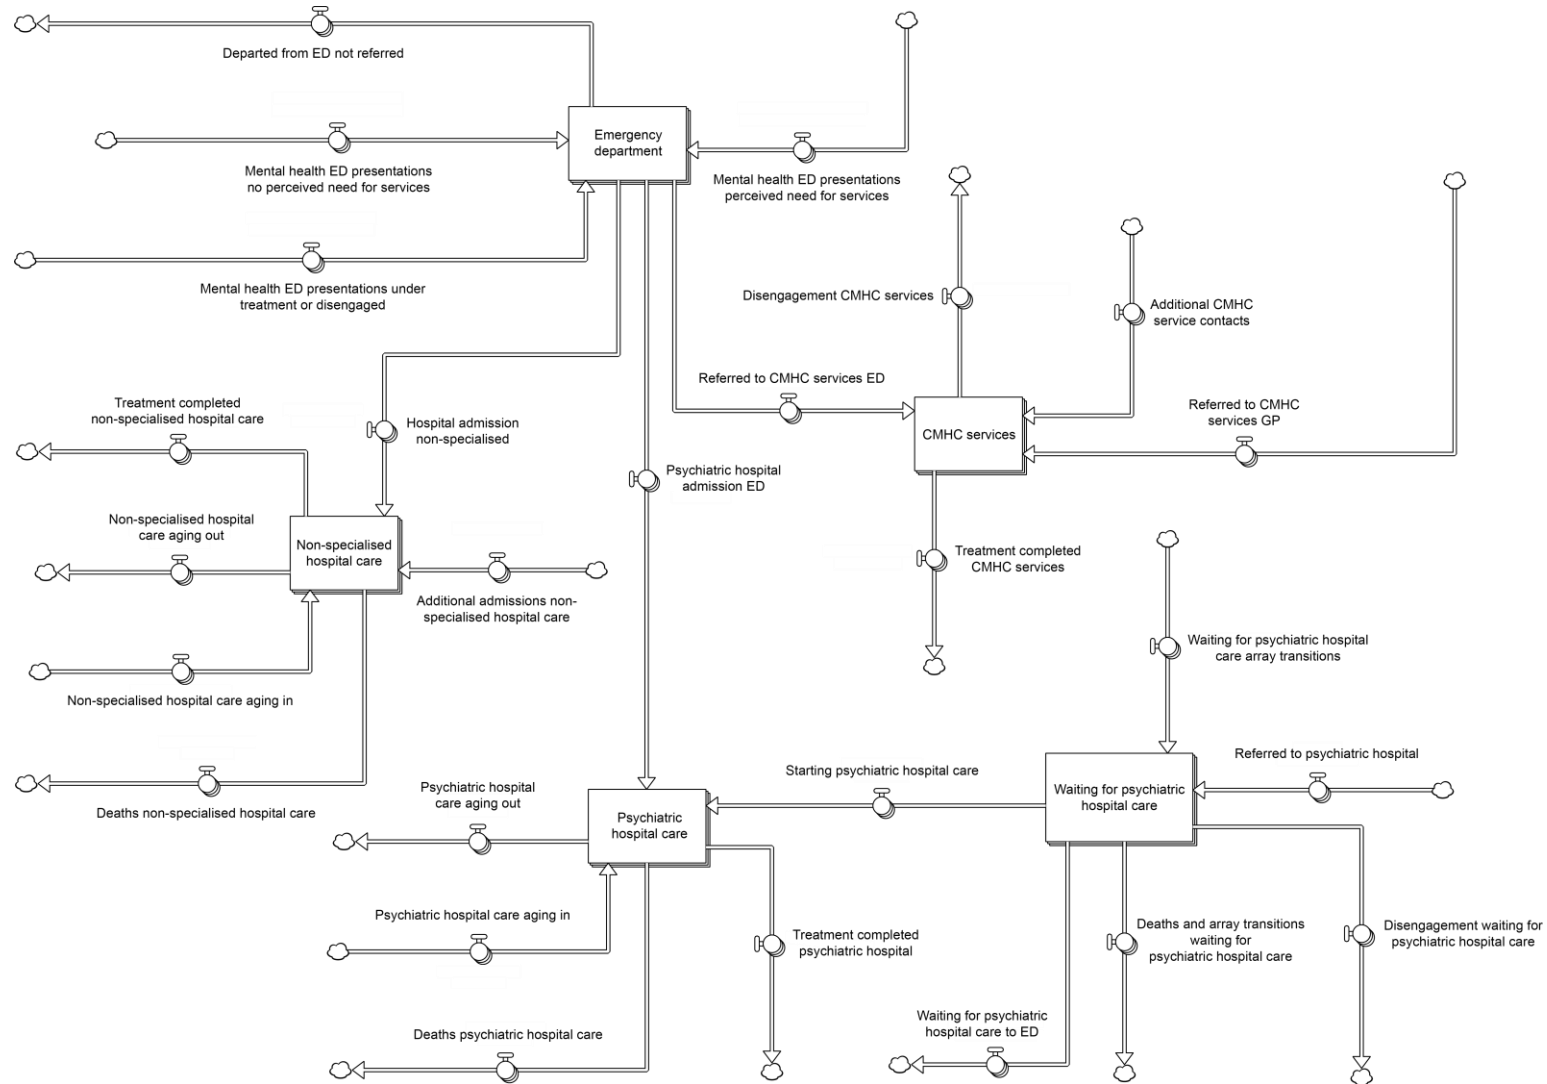 Departed from ED not referred
Emergency
department
Mental health ED presentations
no perceived need for services
Mental health ED presentations
perceived need for services
Mental health ED presentations under
treatment or disengaged
Disengagement CMHC services
Additional CMHC
service contacts
Referred to CMHC services ED
Referred to CMHC
services GP
Treatment completed
non-specialised hospital care
Hospital admission
non-specialised
CMHC services
Psychiatric hospital
admission ED
Non-specialised hospital
care aging out
Non-specialised
hospital care
Treatment completed
CMHC services
Additional admissions non-
specialised hospital care
Waiting for psychiatric hospital
care array transitions
Non-specialised hospital care aging in
Referred to psychiatric hospital
Starting psychiatric hospital care
Waiting for psychiatric
hospital care
Psychiatric hospital
care aging out
Deaths non-specialised hospital care
Psychiatric
hospital care
Psychiatric hospital care aging in
Treatment completed
psychiatric hospital
Deaths and array transitions
waiting for
psychiatric hospital care
Disengagement waiting for
psychiatric hospital care
Waiting for psychiatric
hospital care to ED
Deaths psychiatric hospital care